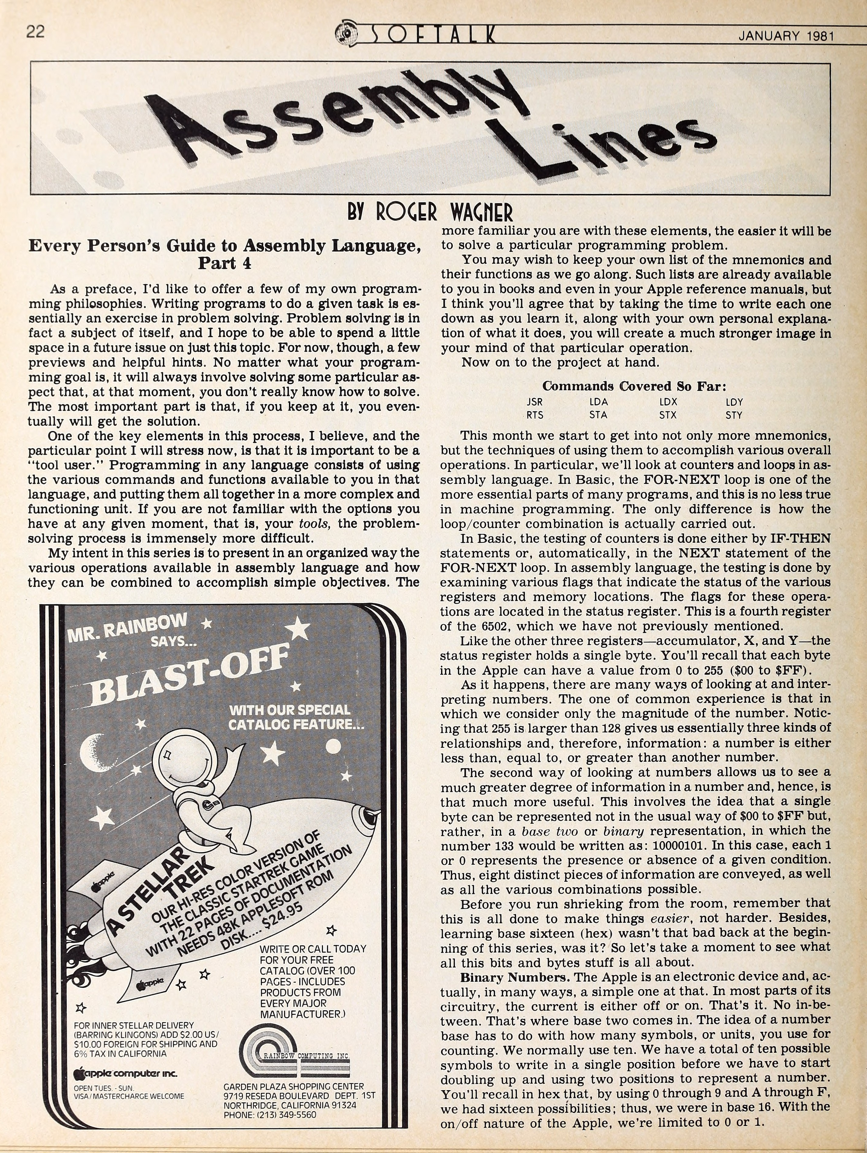 22
SOFTALK
JANUARY 1981
Assembly
Lines
BY ROGER WAGNER
Every Person's Guide to Assembly Language,
Part 4
As a preface, I'd like to offer a few of my own program-
ming philosophies. Writing programs to do a given task is es-
sentially an exercise in problem solving. Problem solving is in
fact a subject of itself, and I hope to be able to spend a little
space in a future issue on just this topic. For now, though, a few
previews and helpful hints. No matter what your program-
ming goal is, it will always involve solving some particular as-
pect that, at that moment, you don't really know how to solve.
The most important part is that, if you keep at it, you even-
tually will get the solution.
One of the key elements in this process, I believe, and the
particular point I will stress now, is that it is important to be a
"tool user." Programming in any language consists of using
the various commands and functions available to you in that
language, and putting them all together in a more complex and
functioning unit. If you are not familiar with the options you
have at any given moment, that is, your tools, the problem-
solving process is immensely more difficult.
My intent in this series is to present in an organized way the
various operations available in assembly language and how
they can be combined to accomplish simple objectives. The
more familiar you are with these elements, the easier it will be
to solve a particular programming problem.
You may wish to keep your own list of the mnemonics and
their functions as we go along. Such lists are already available
to you in books and even in your Apple reference manuals, but
I think you'll agree that by taking the time to write each one
down as you learn it, along with your own personal explana-
tion of what it does, you will create a much stronger image in
your mind of that particular operation.
Now on to the project at hand.
Commands Covered So Far:
JSR LDA LDX LDY
RTS STA STX STY
This month we start to get into not only more mnemonics,
but the techniques of using them to accomplish various overall
operations. In particular, we'll look at counters and loops in as-
sembly language. In Basic, the FOR-NEXT loop is one of the
more essential parts of many programs, and this is no less true
in machine programming. The only difference is how the
loop/counter combination is actually carried out.
In Basic, the testing of counters is done either by IF-THEN
statements or, automatically, in the NEXT statement of the
FOR-NEXT loop. In assembly language, the testing is done by
examining various flags that indicate the status of the various
registers and memory locations. The flags for these opera-
tions are located in the status register. This is a fourth register
of the 6502, which we have not previously mentioned.
Like the other three registers—accumulator, X, and Y—the
status register holds a single byte. You'll recall that each byte
in the Apple can have a value from 0 to 255 ($00 to $FF).
As it happens, there are many ways of looking at and inter-
preting numbers. The one of common experience is that in
which we consider only the magnitude of the number. Notic-
ing that 255 is larger than 128 gives us essentially three kinds of
relationships and, therefore, information: a number is either
less than, equal to, or greater than another number.
The second way of looking at numbers allows us to see a
much greater degree of information in a number and, hence, is
that much more useful. This involves the idea that a single
byte can be represented not in the usual way of $00 to $FF but,
rather, in a base two or binary representation, in which the
number 133 would be written as: 10000101. In this case, each 1
or 0 represents the presence or absence of a given condition.
Thus, eight distinct pieces of information are conveyed, as well
as all the various combinations possible.
Before you run shrieking from the room, remember that
this is all done to make things easier, not harder. Besides,
learning base sixteen (hex) wasn't that bad back at the begin-
ning of this series, was it? So let's take a moment to see what
all this bits and bytes stuff is all about.
Binary Numbers. The Apple is an electronic device and, ac-
tually, in many ways, a simple one at that. In most parts of its
circuitry, the current is either off or on. That's it. No in-be-
tween. That's where base two comes in. The idea of a number
base has to do with how many symbols, or units, you use for
counting. We normally use ten. We have a total of ten possible
symbols to write in a single position before we have to start
doubling up and using two positions to represent a number.
You'll recall in hex that, by using 0 through 9 and A through F,
we had sixteen possibilities; thus, we were in base 16. With the
on/off nature of the Apple, we're limited to 0 or 1.
MR. RAINBOW
SAYS...
BLAST-OFF
WITH OUR SPECIAL
CATALOG FEATURE...
apple
A STELLAR
TREK
OUR HI-RES COLOR VERSION OF
THE CLASSIC STARTREK GAME
WITH 22 PAGES OF DOCUMENTATION
NEEDS 48K APPLESOFT ROM
DISK.... $24.95
apple
WRITE OR CALL TODAY
FOR YOUR FREE
CATALOG (OVER 100
PAGES - INCLUDES
PRODUCTS FROM
EVERY MAJOR
MANUFACTURER.)
FOR INNER STELLAR DELIVERY
(BARRING KLINGONS) ADD $2.00 US/
$10.00 FOREIGN FOR SHIPPING AND
6% TAX IN CALIFORNIA
apple computer inc.
OPEN TUES. - SUN.
VISA/MASTERCHARGE WELCOME
RAINBOW COMPUTING INC
GARDEN PLAZA SHOPPING CENTER
9719 RESEDA BOULEVARD DEPT. 1ST
NORTHRIDGE, CALIFORNIA 91324
PHONE: (213) 349-5560